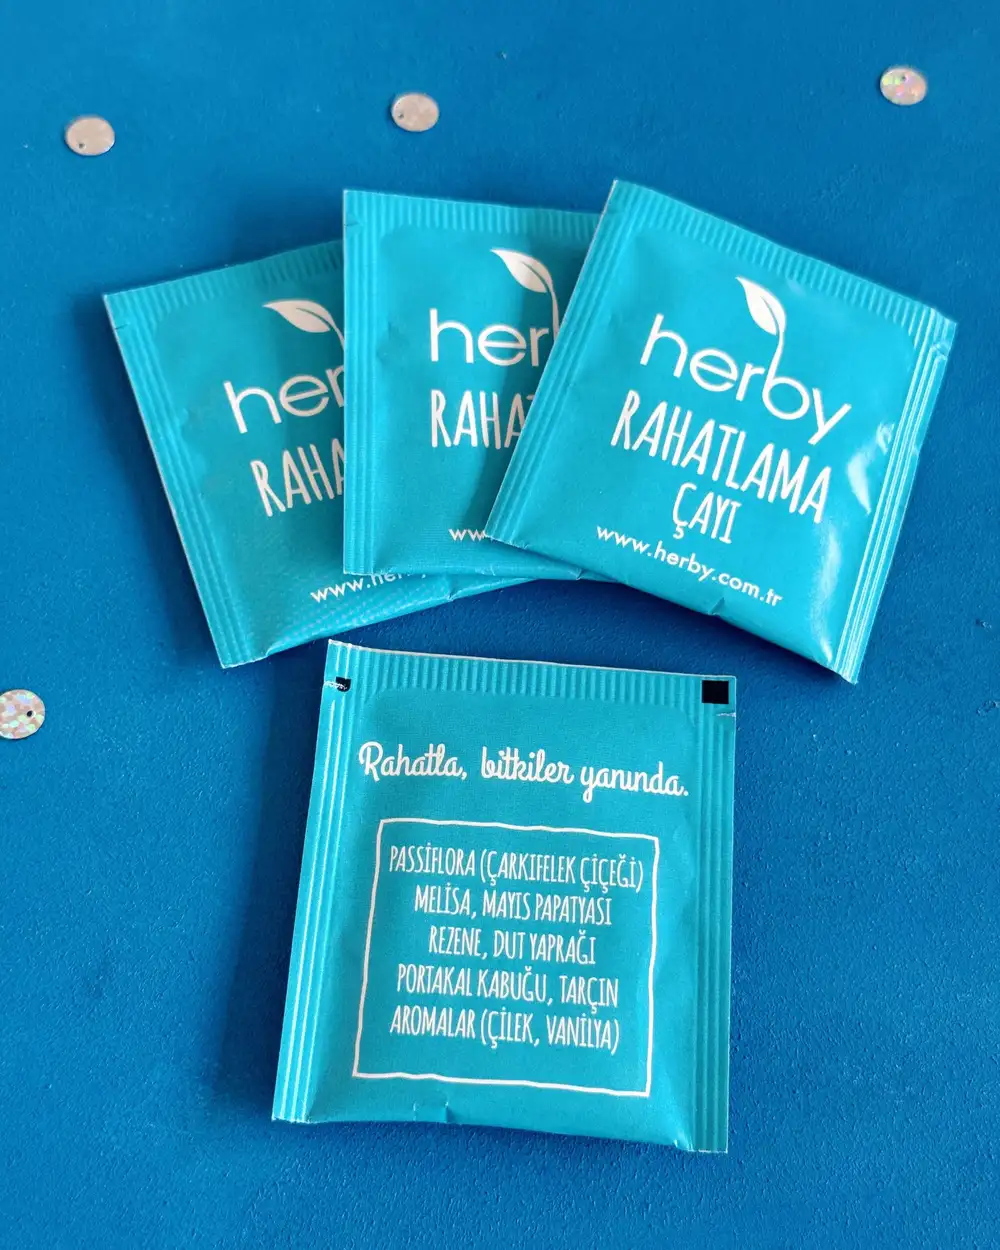 herby
RAHATLAMA
ÇAYI
www.herby.com.tr
Rahatla, bitkiler yanında.
PASSİFLORA (ÇARKIFELEK ÇİÇEĞİ)
MELİSA, MAYIS PAPATYASI
REZENE, DUT YAPRAĞI
PORTAKAL KABUĞU, TARÇIN
AROMALAR (ÇİLEK, VANİLYA)